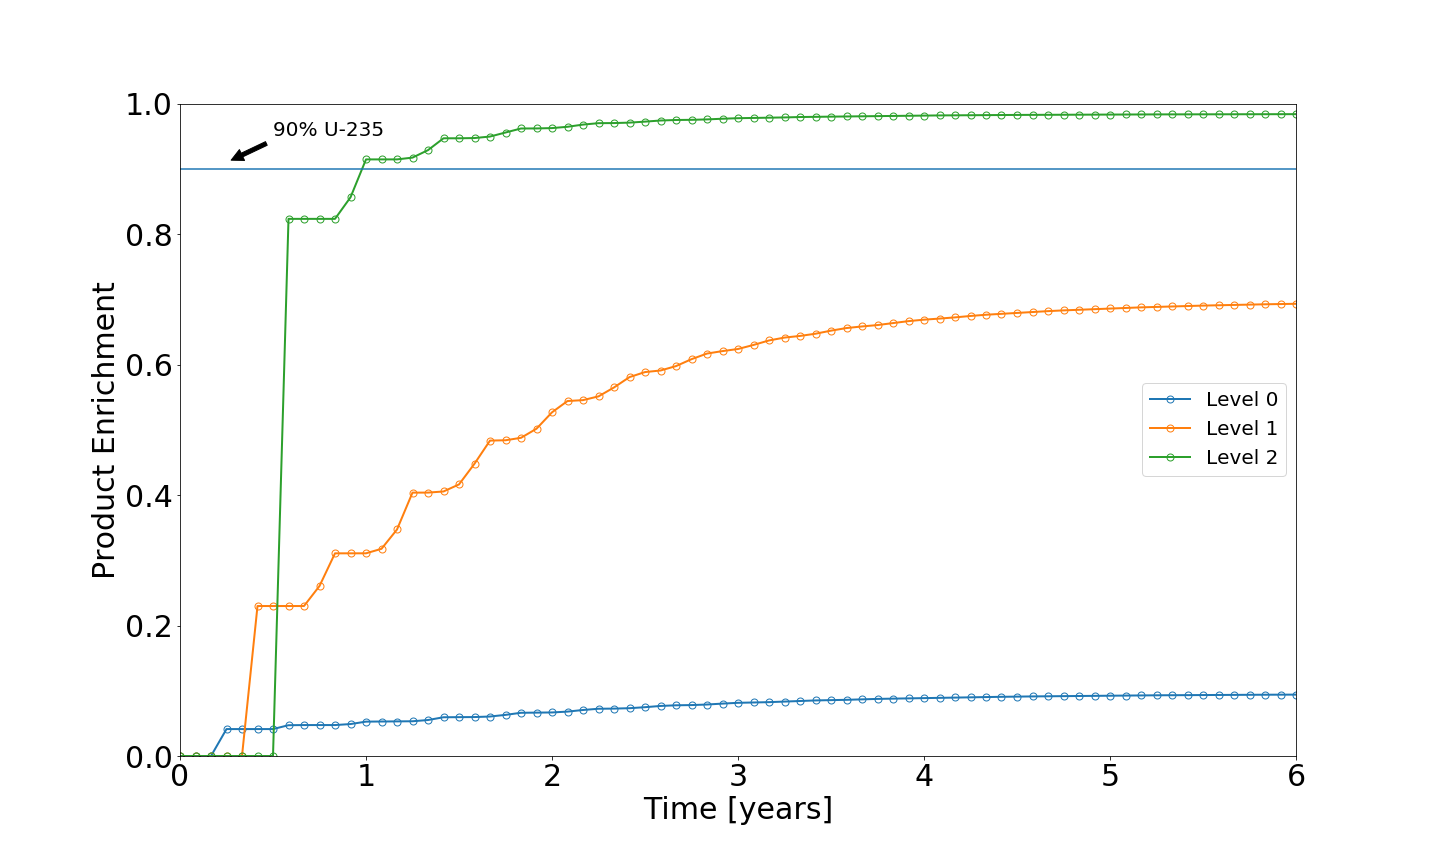 1.0
90% U-235
0.8
0.6
0.4
0.2
0.0
Product Enrichment
Level 0
Level 1
Level 2
0 1 2 3 4 5 6
Time [years]